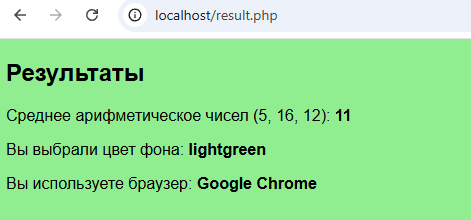 localhost/result.php
Результаты
Среднее арифметическое чисел (5, 16, 12): 11
Вы выбрали цвет фона: lightgreen
Вы используете браузер: Google Chrome